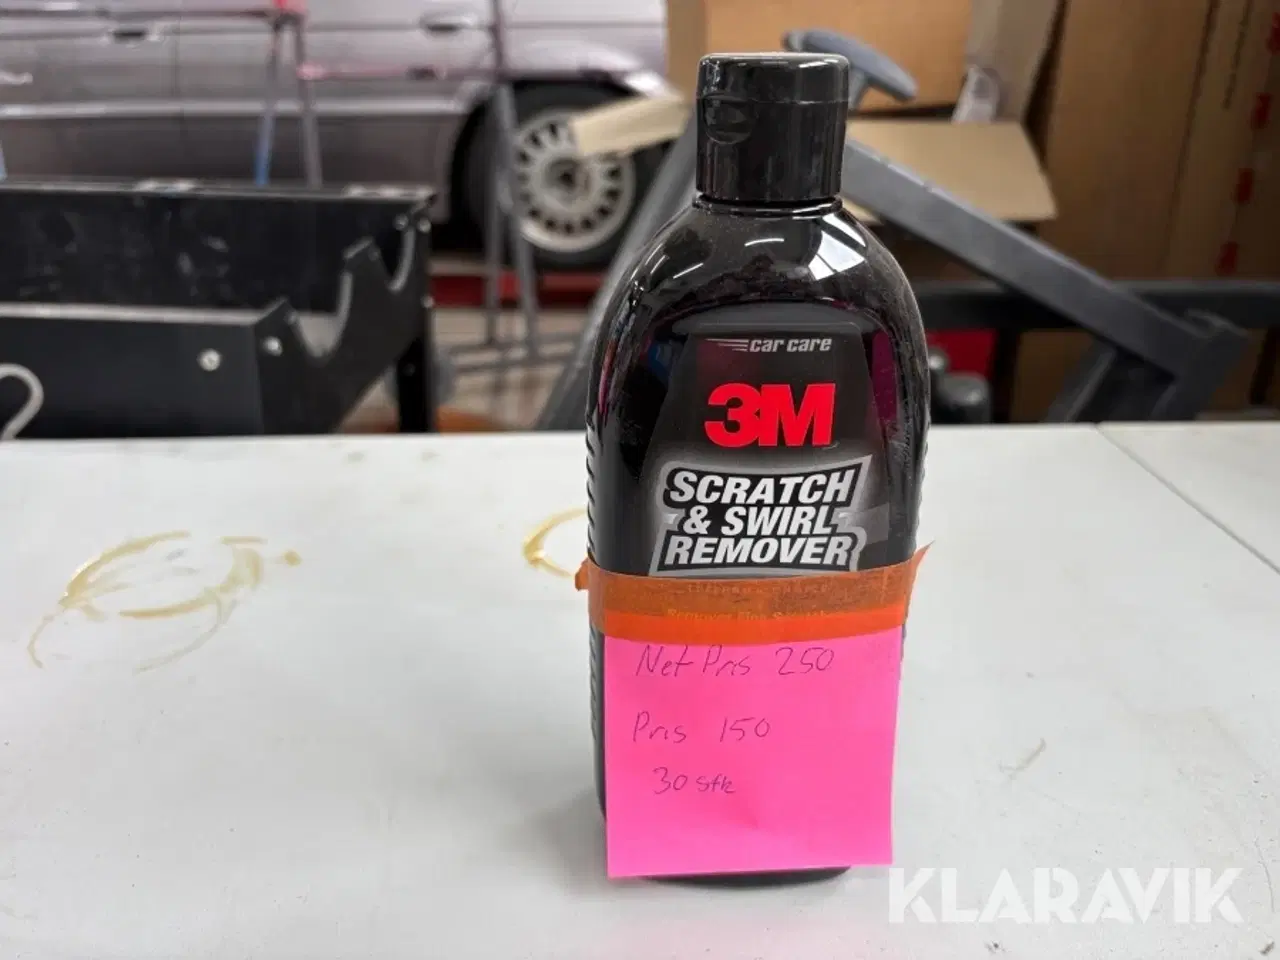 car care
3M
SCRATCH
& SWIRL
REMOVER
Net Pris 250
Pris 150
30 stk
KLARAVIK